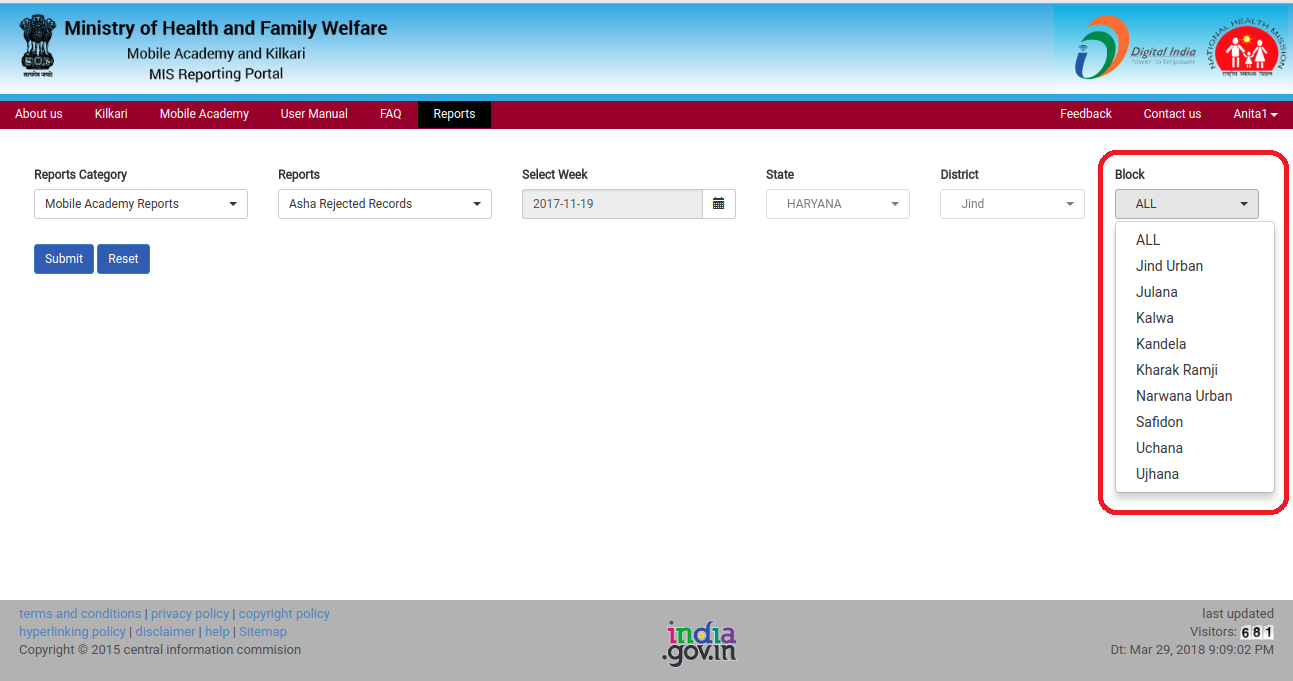 Ministry of Health and Family Welfare
Mobile Academy and Kilkari
MIS Reporting Portal
सत्यमेव जयते
Digital India
Power To Empower
NATIONAL HEALTH MISSION
राष्ट्रीय स्वास्थ्य मिशन
About us Kilkari Mobile Academy User Manual FAQ Reports Feedback Contact us Anita1
Reports Category Reports Select Week State District Block
Mobile Academy Reports Asha Rejected Records 2017-11-19 HARYANA Jind ALL
ALL
Jind Urban
Julana
Kalwa
Kandela
Kharak Ramji
Narwana Urban
Safidon
Uchana
Ujhana
Submit Reset
terms and conditions | privacy policy | copyright policy
hyperlinking policy | disclaimer | help | Sitemap
Copyright © 2015 central information commision
india
.gov.in
last updated
Visitors: 681
Dt: Mar 29, 2018 9:09:02 PM